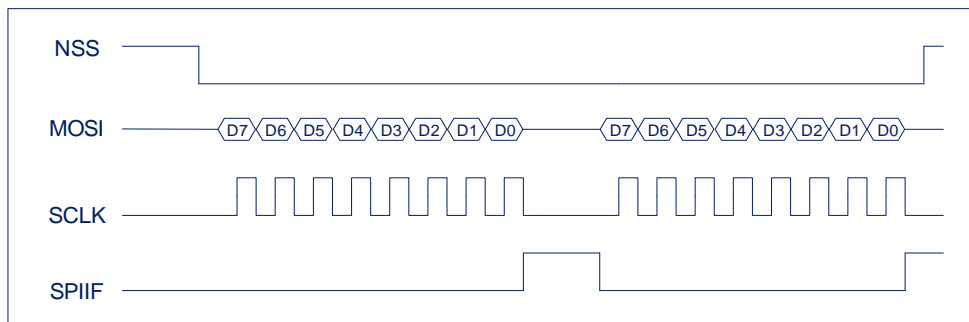 NSS
MOSI D7 D6 D5 D4 D3 D2 D1 D0 D7 D6 D5 D4 D3 D2 D1 D0
SCLK
SPIIF